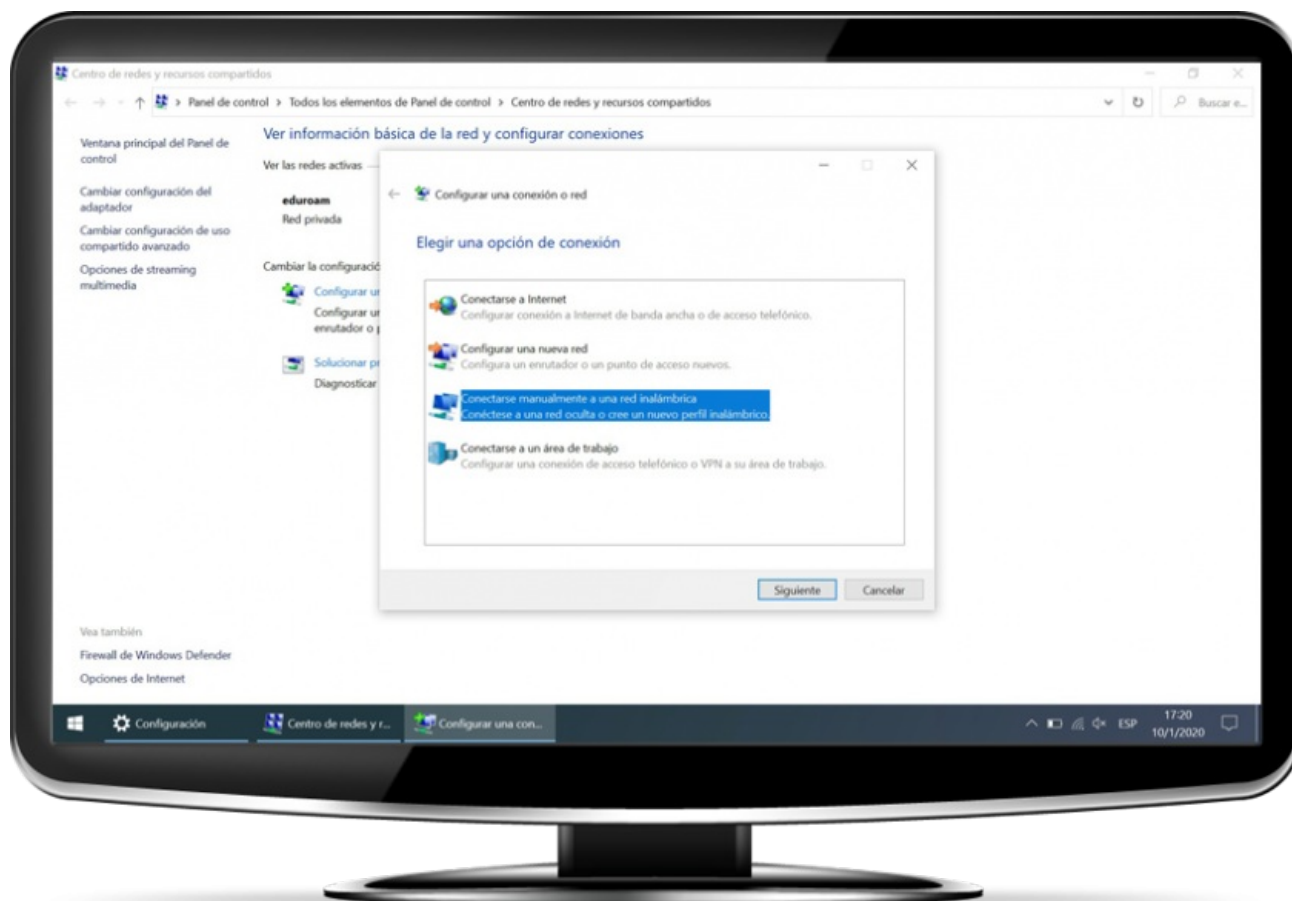 Centro de redes y recursos compartidos
Panel de control > Todos los elementos de Panel de control > Centro de redes y recursos compartidos
Buscar e...
Ventana principal del Panel de
control
Cambiar configuración del
adaptador
Cambiar configuración de uso
compartido avanzado
Opciones de streaming
multimedia
Ver información básica de la red y configurar conexiones
Ver las redes activas
eduroam
Red privada
Cambiar la configuració
Configurar un
Configurar un
enrutador o p
Solucionar pr
Diagnosticar
Configurar una conexión o red
Elegir una opción de conexión
Conectarse a Internet
Configurar conexión a Internet de banda ancha o de acceso telefónico.
Configurar una nueva red
Configura un enrutador o un punto de acceso nuevos.
Conectarse manualmente a una red inalámbrica
Conéctese a una red oculta o cree un nuevo perfil inalámbrico.
Conectarse a un área de trabajo
Configurar una conexión de acceso telefónico o VPN a su área de trabajo.
Siguiente
Cancelar
Vea también
Firewall de Windows Defender
Opciones de Internet
Configuración
Centro de redes y r...
Configurar una con...
ESP
17:20
10/1/2020